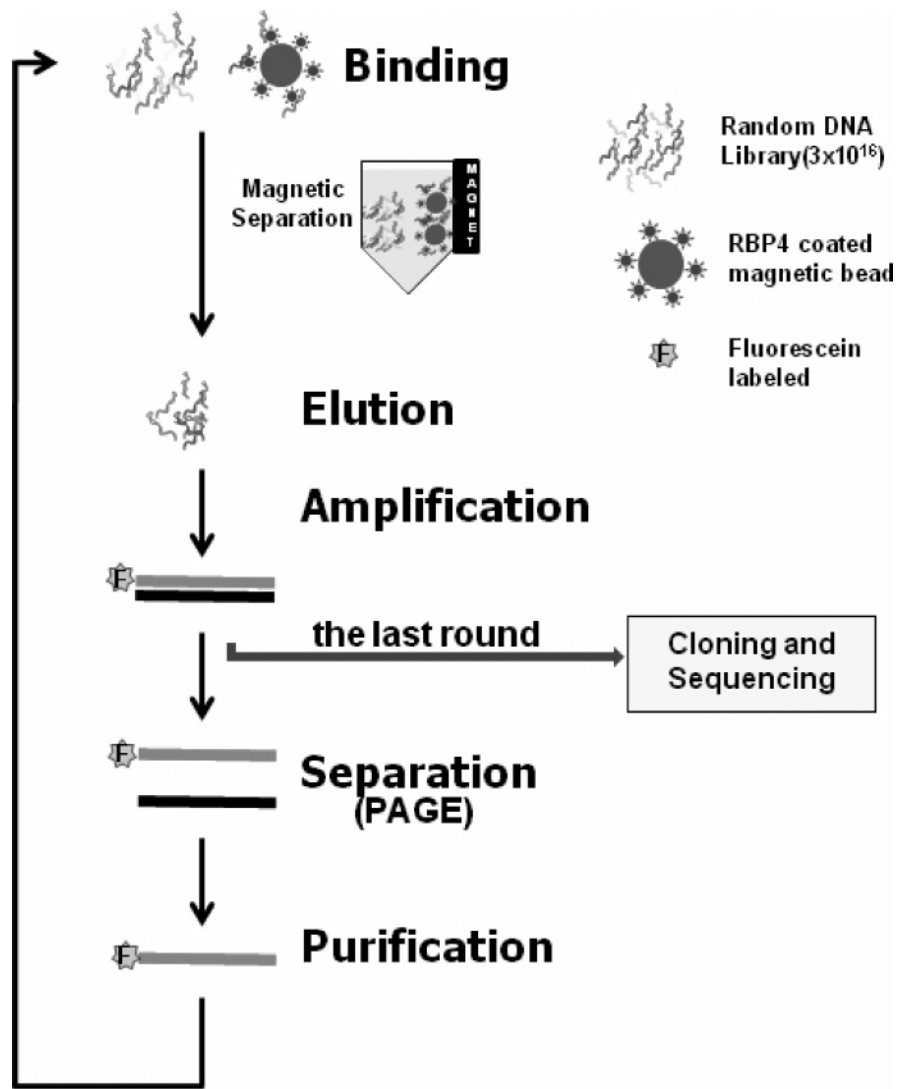 Binding
Magnetic
Separation
MAGNET
Random DNA
Library(3x10¹⁶)
RBP4 coated
magnetic bead
F
Fluorescein
labeled
Elution
Amplification
F
the last round
Cloning and
Sequencing
F
Separation
(PAGE)
F
Purification